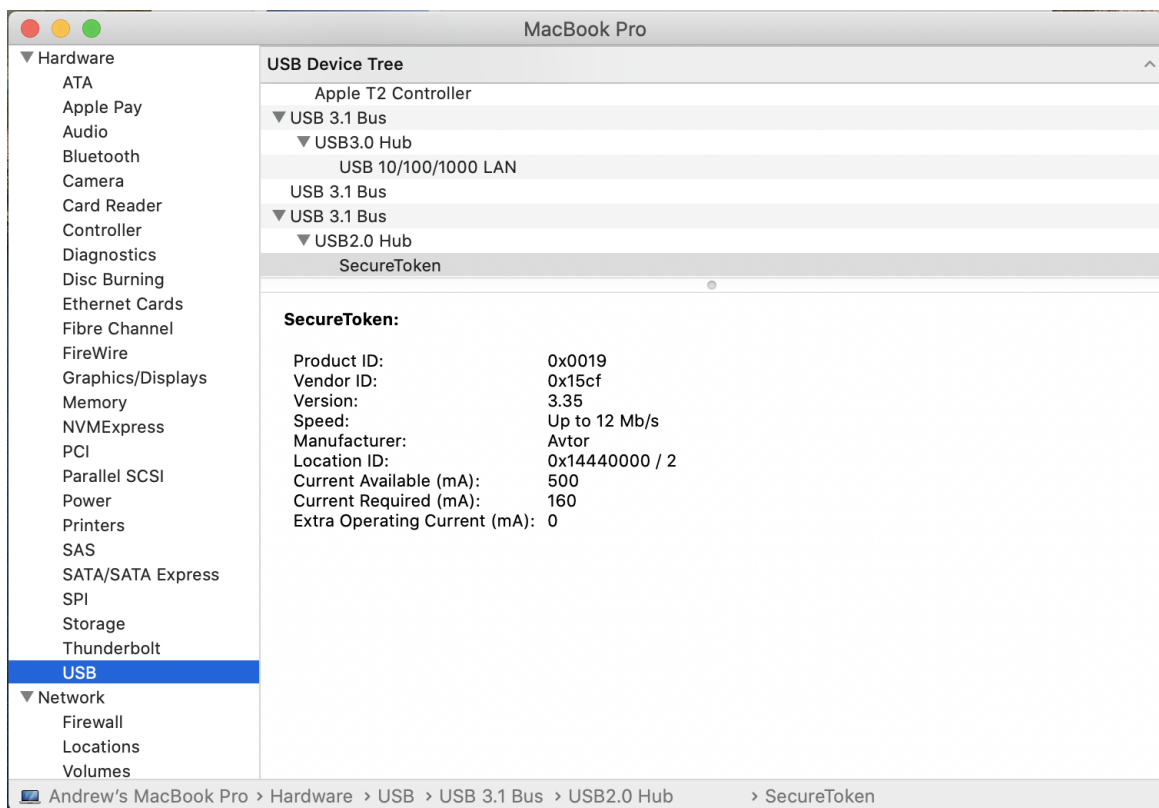 MacBook Pro
Hardware
ATA
Apple Pay
Audio
Bluetooth
Camera
Card Reader
Controller
Diagnostics
Disc Burning
Ethernet Cards
Fibre Channel
FireWire
Graphics/Displays
Memory
NVMExpress
PCI
Parallel SCSI
Power
Printers
SAS
SATA/SATA Express
SPI
Storage
Thunderbolt
USB
Network
Firewall
Locations
Volumes
USB Device Tree
Apple T2 Controller
USB 3.1 Bus
USB3.0 Hub
USB 10/100/1000 LAN
USB 3.1 Bus
USB 3.1 Bus
USB2.0 Hub
SecureToken
SecureToken:
Product ID: 0x0019
Vendor ID: 0x15cf
Version: 3.35
Speed: Up to 12 Mb/s
Manufacturer: Avtor
Location ID: 0x14440000 / 2
Current Available (mA): 500
Current Required (mA): 160
Extra Operating Current (mA): 0
Andrew's MacBook Pro › Hardware › USB › USB 3.1 Bus › USB2.0 Hub › SecureToken